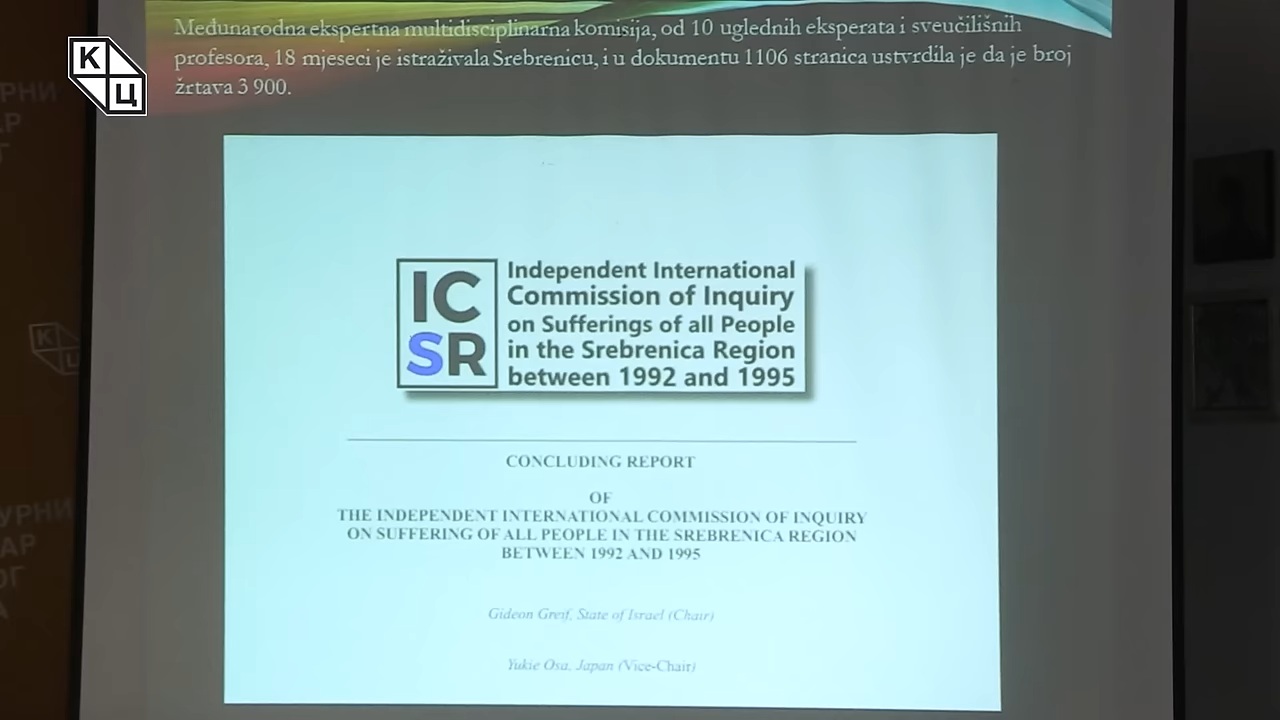 Međunarodna ekspertna multidisciplinarna komisija, od 10 uglednih eksperata i sveučilišnih
profesora, 18 mjeseci je istraživala Srebrenicu, i u dokumentu 1106 stranica ustvrdila je da je broj
žrtava 3 900.
К
Ц
IC
SR
Independent International
Commission of Inquiry
on Sufferings of all People
in the Srebrenica Region
between 1992 and 1995
CONCLUDING REPORT
OF
THE INDEPENDENT INTERNATIONAL COMMISSION OF INQUIRY
ON SUFFERING OF ALL PEOPLE IN THE SREBRENICA REGION
BETWEEN 1992 AND 1995
Gideon Greif, State of Israel (Chair)
Yukie Osa, Japan (Vice-Chair)